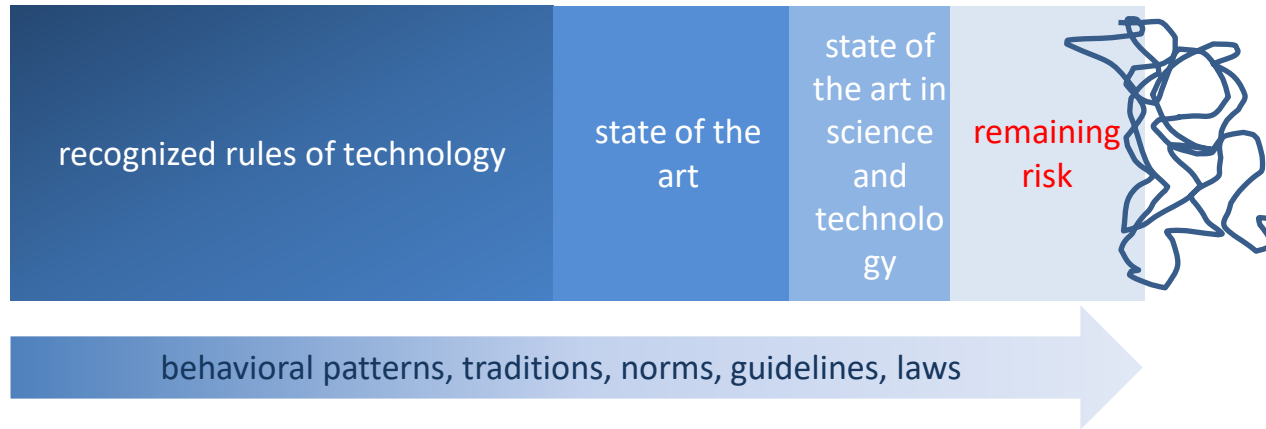 recognized rules of technology
state of the
art
state of
the art in
science
and
technolo
gy
remaining
risk
behavioral patterns, traditions, norms, guidelines, laws